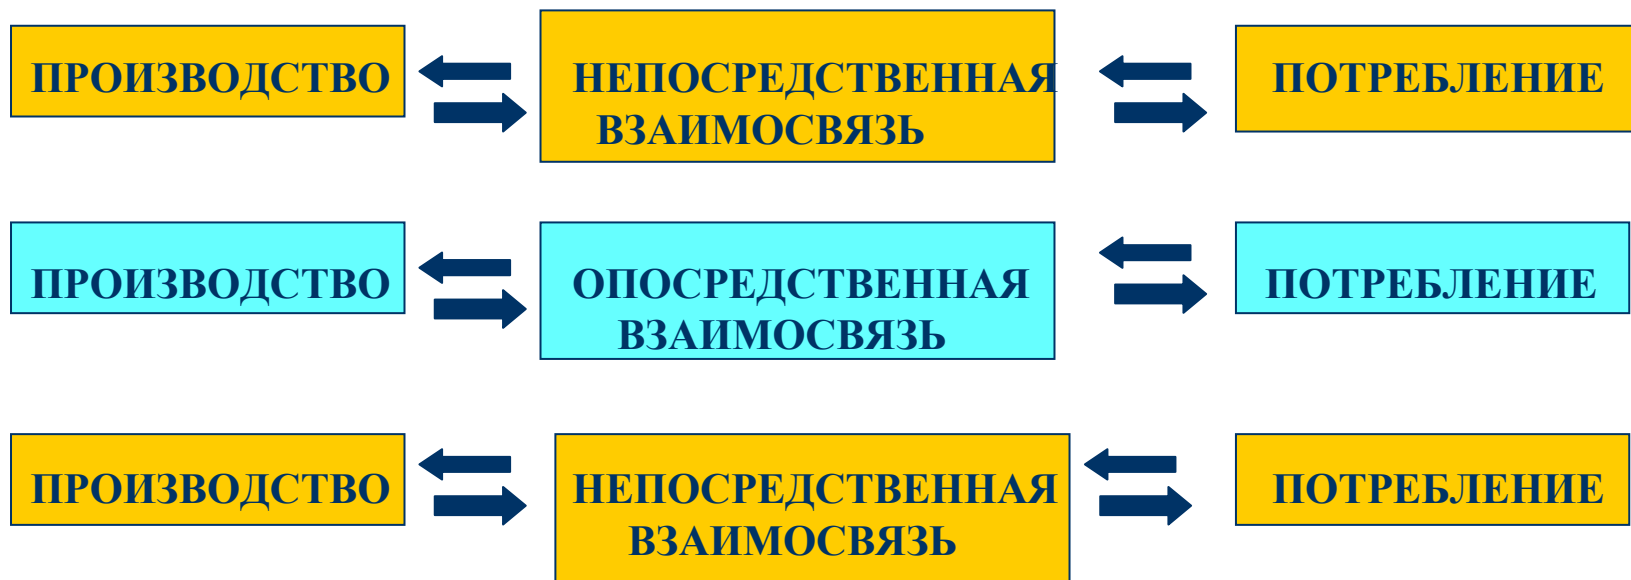 ПРОИЗВОДСТВО НЕПОСРЕДСТВЕННАЯ ПОТРЕБЛЕНИЕ
ВЗАИМОСВЯЗЬ
ПРОИЗВОДСТВО ОПОСРЕДСТВЕННАЯ ПОТРЕБЛЕНИЕ
ВЗАИМОСВЯЗЬ
ПРОИЗВОДСТВО НЕПОСРЕДСТВЕННАЯ ПОТРЕБЛЕНИЕ
ВЗАИМОСВЯЗЬ